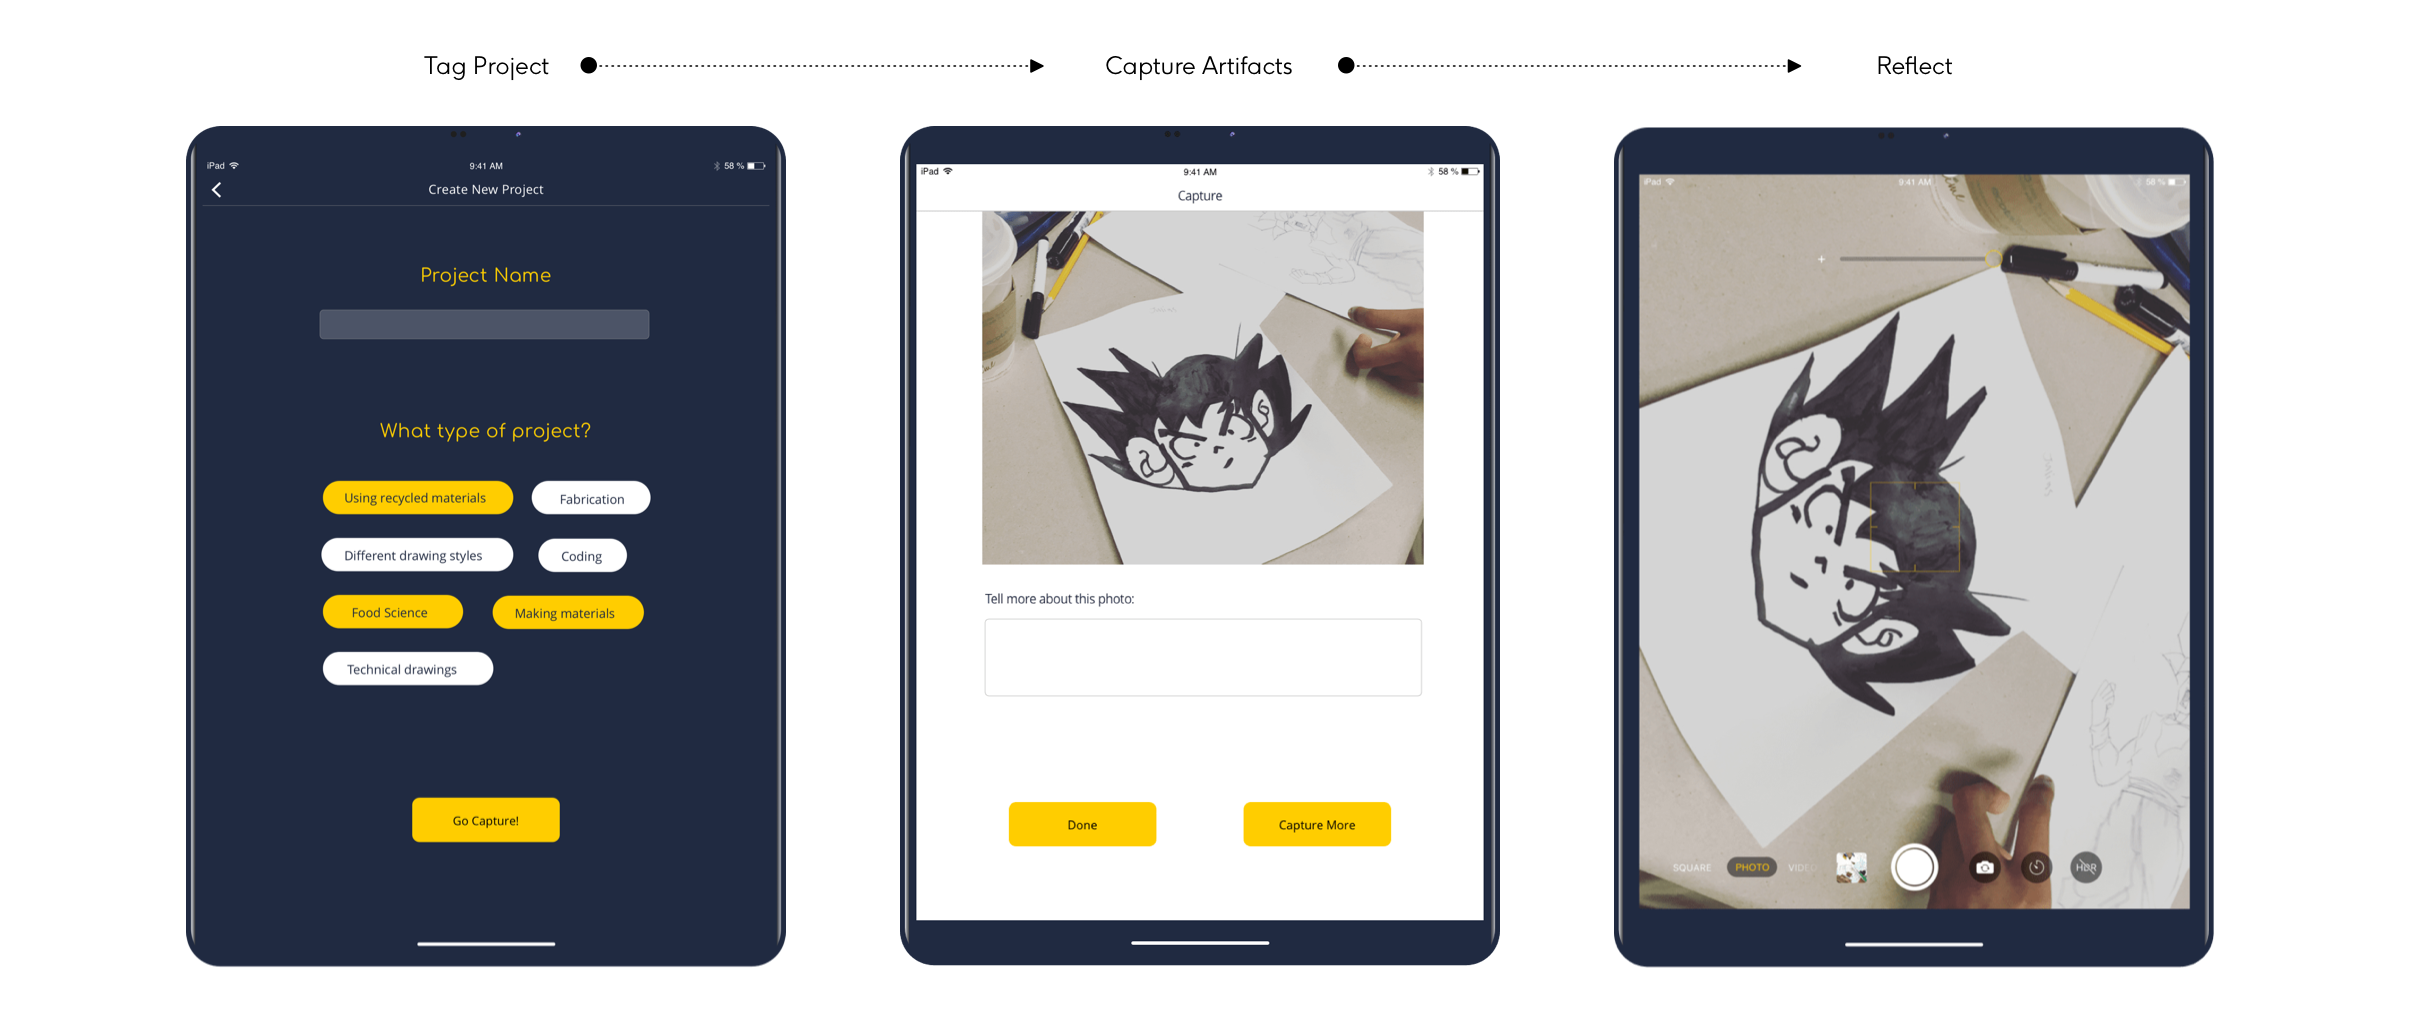 Tag Project
Capture Artifacts
Reflect
iPad
9:41 AM
58 %
Create New Project
Project Name
What type of project?
Using recycled materials
Fabrication
Different drawing styles
Coding
Food Science
Making materials
Technical drawings
Go Capture!
iPad
9:41 AM
58 %
Capture
Tell more about this photo:
Done
Capture More
iPad
9:41 AM
58 %
SQUARE
PHOTO
VIDEO
HDR